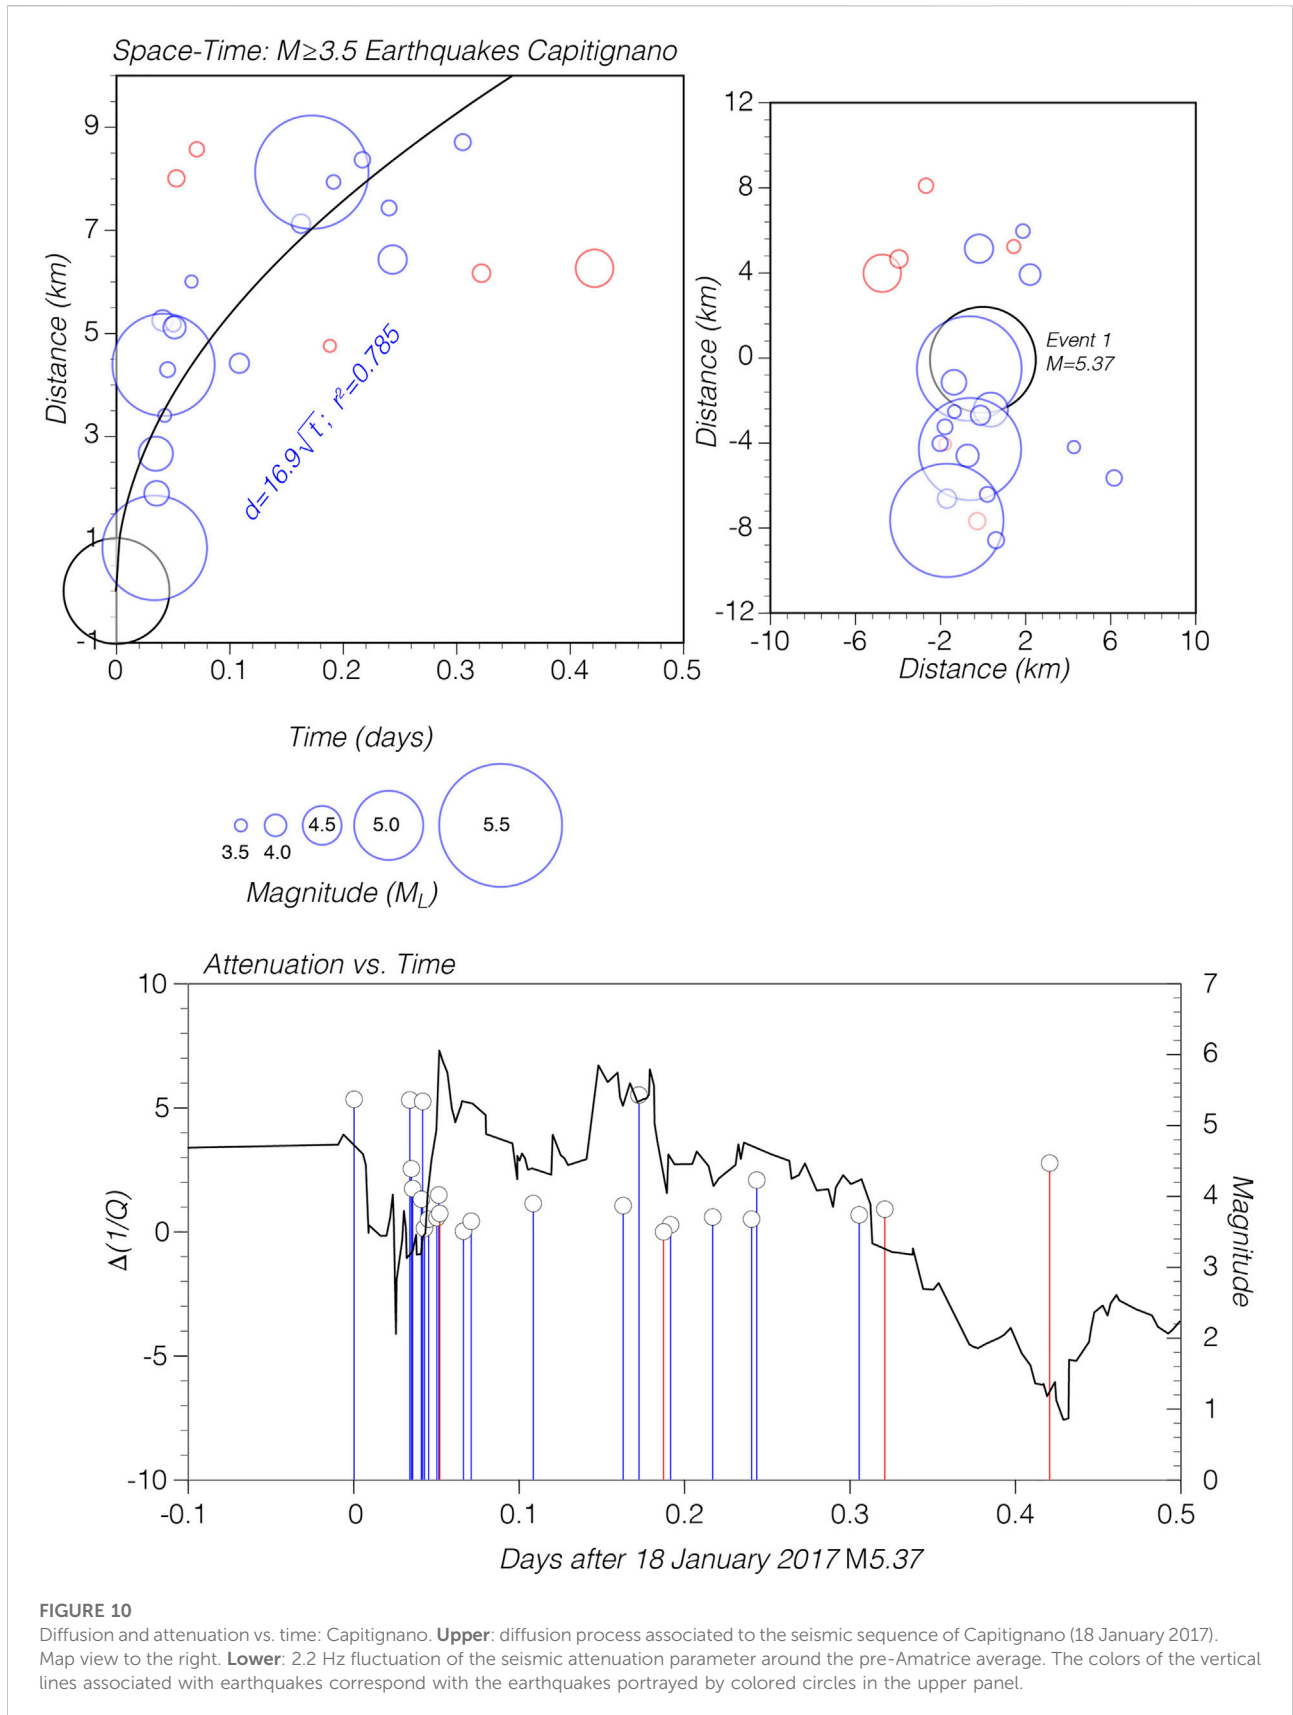 Space-Time: M≥3.5 Earthquakes Capitignano
9
7
5
3
1
-1
Distance (km)
d=16.9√t; r²=0.785
0 0.1 0.2 0.3 0.4 0.5
Time (days)
12
8
4
0
-4
-8
-12
Distance (km)
Event 1
M=5.37
-10 -6 -2 2 6 10
Distance (km)
4.5 5.0 5.5
3.5 4.0
Magnitude (M_L)
Attenuation vs. Time
10
5
0
-5
-10
Δ(1/Q)
7
6
5
4
3
2
1
0
Magnitude
-0.1 0 0.1 0.2 0.3 0.4 0.5
Days after 18 January 2017 M5.37
FIGURE 10
Diffusion and attenuation vs. time: Capitignano. Upper: diffusion process associated to the seismic sequence of Capitignano (18 January 2017).
Map view to the right. Lower: 2.2 Hz fluctuation of the seismic attenuation parameter around the pre-Amatrice average. The colors of the vertical
lines associated with earthquakes correspond with the earthquakes portrayed by colored circles in the upper panel.